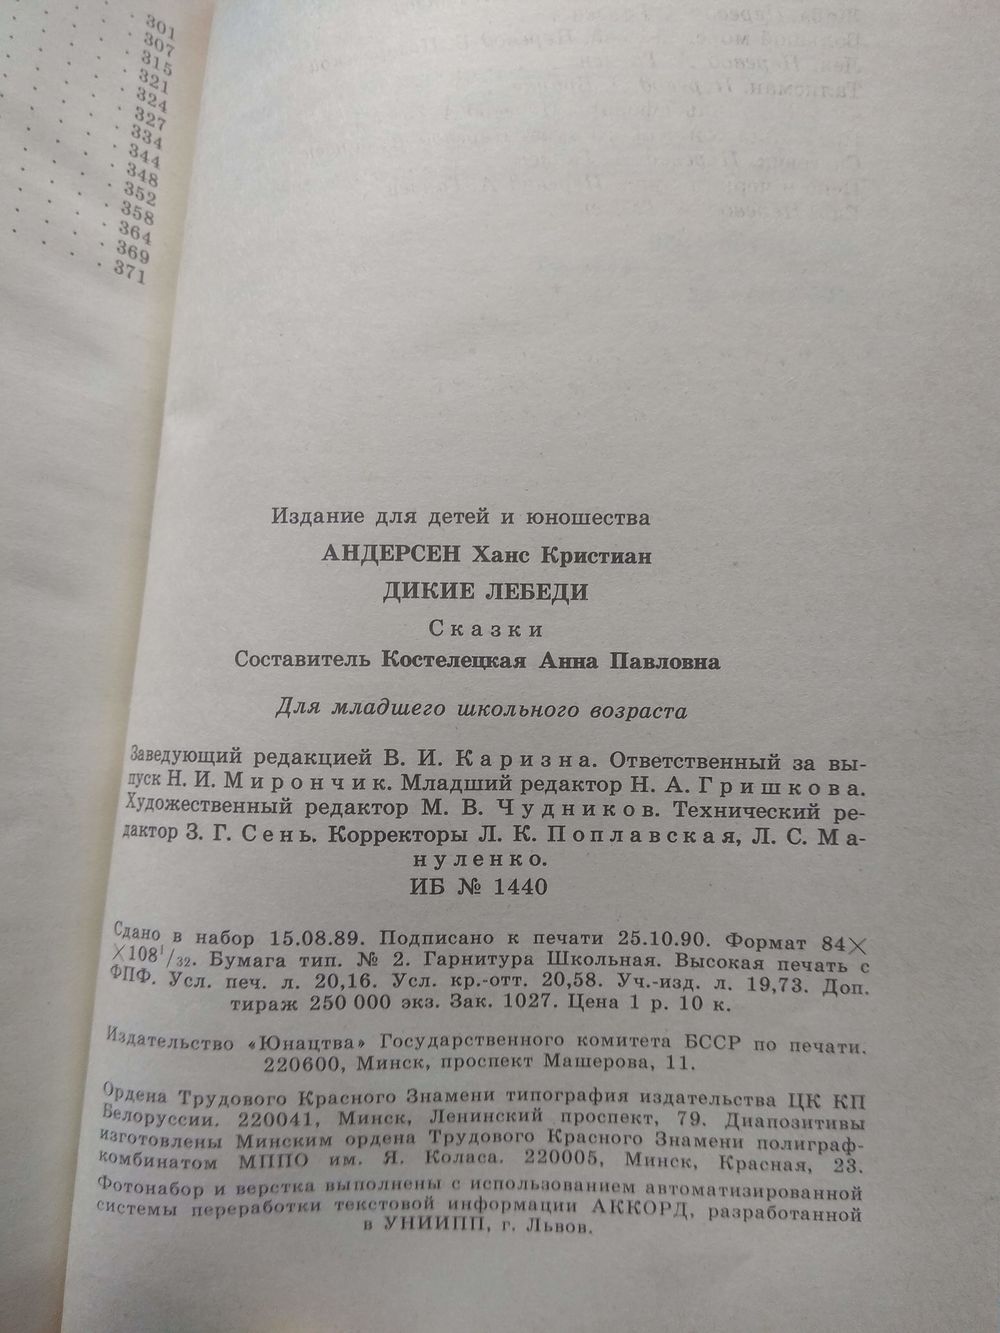 301
307
315
321
324
327
334
344
348
352
358
364
369
371
Талисман.
Издание для детей и юношества
АНДЕРСЕН Ханс Кристиан
ДИКИЕ ЛЕБЕДИ
Сказки
Составитель Костелецкая Анна Павловна
Для младшего школьного возраста
Заведующий редакцией В. И. Каризна. Ответственный за вы-
пуск Н. И. Мирончик. Младший редактор Н. А. Гришкова.
Художественный редактор М. В. Чудников. Технический ре-
дактор З. Г. Сень. Корректоры Л. К. Поплавская, Л. С. Ма-
нуленко.
ИБ № 1440
Сдано в набор 15.08.89. Подписано к печати 25.10.90. Формат 84×
×108¹/₃₂. Бумага тип. № 2. Гарнитура Школьная. Высокая печать с
ФПФ. Усл. печ. л. 20,16. Усл. кр.-отт. 20,58. Уч.-изд. л. 19,73. Доп.
тираж 250 000 экз. Зак. 1027. Цена 1 р. 10 к.
Издательство «Юнацтва» Государственного комитета БССР по печати.
220600, Минск, проспект Машерова, 11.
Ордена Трудового Красного Знамени типография издательства ЦК КП
Белоруссии. 220041, Минск, Ленинский проспект, 79. Диапозитивы
изготовлены Минским ордена Трудового Красного Знамени полиграф-
комбинатом МППО им. Я. Коласа. 220005, Минск, Красная, 23.
Фотонабор и верстка выполнены с использованием автоматизированной
системы переработки текстовой информации АККОРД, разработанной
в УНИИПП, г. Львов.